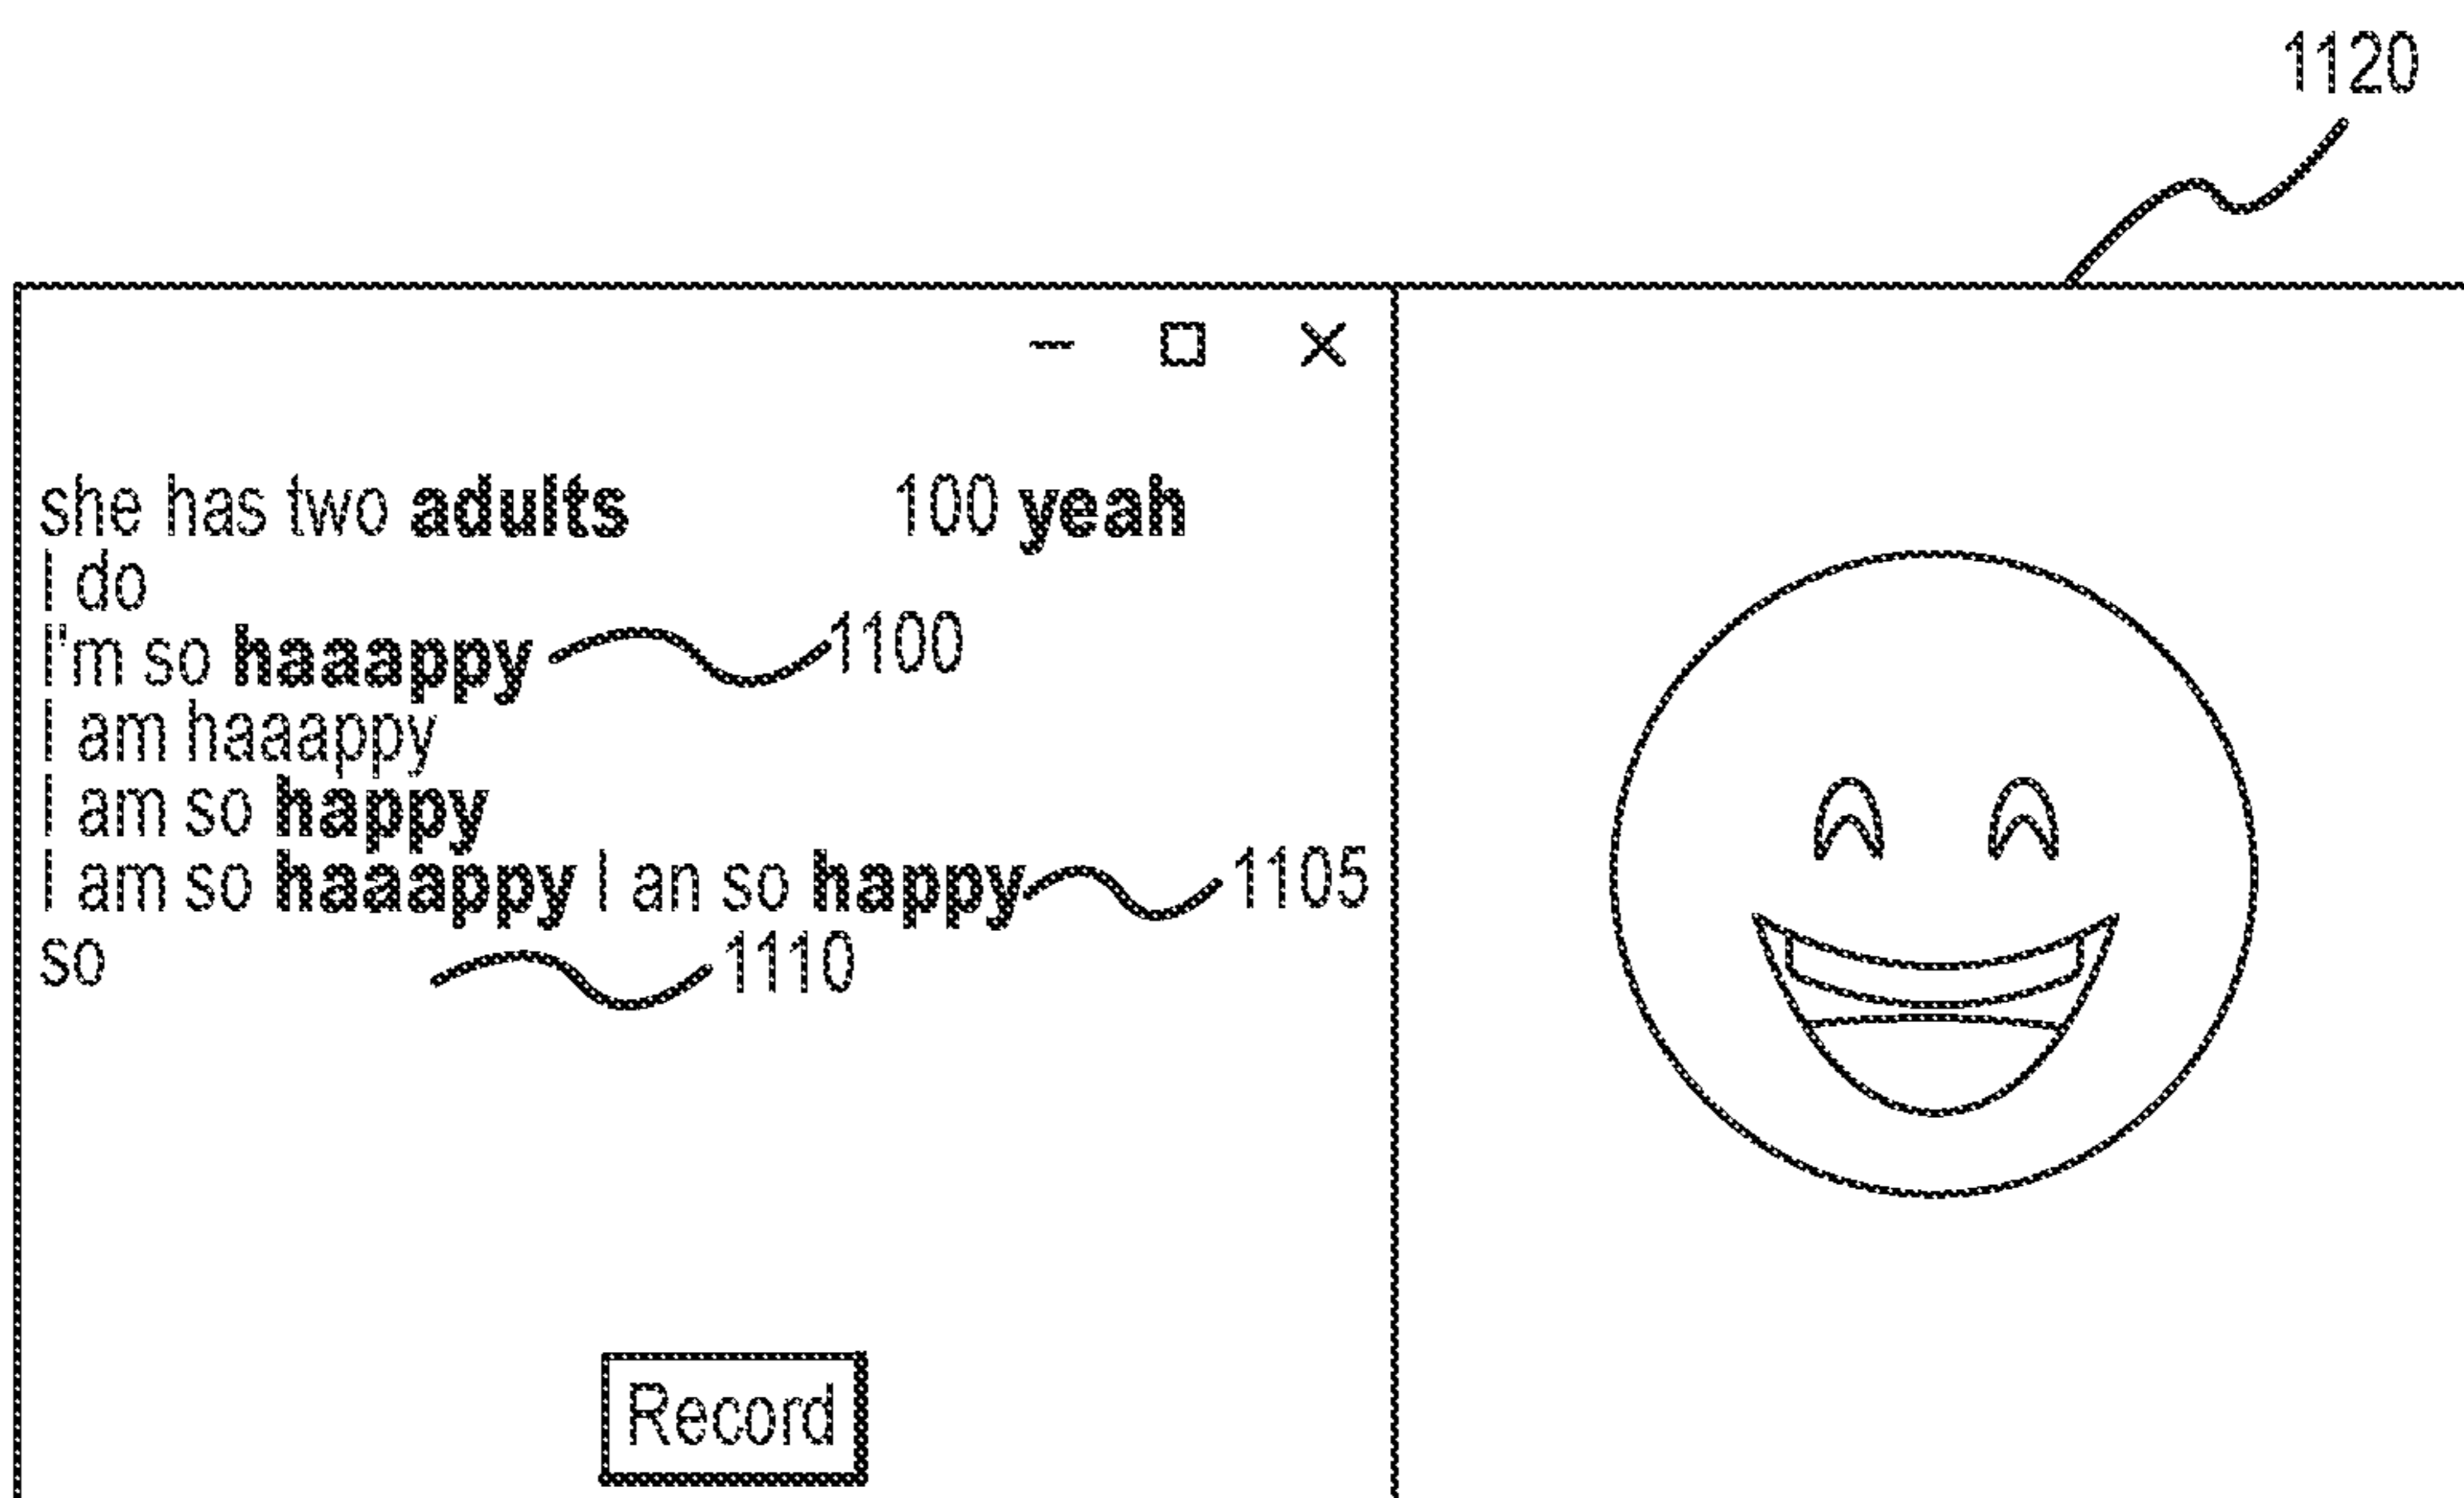 1120
she has two adults 100 yeah
I do
I'm so haaappy 1100
I am haaappy
I am so happy
I am so haaappy I an so happy 1105
so 1110
Record